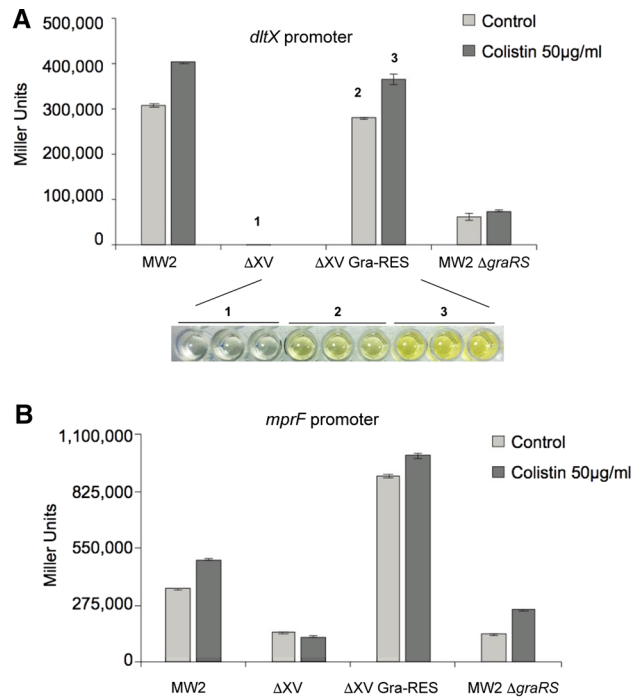 A
dltX promoter
Control
Colistin 50µg/ml
Miller Units
500,000
400,000
300,000
200,000
100,000
0
1
2
3
MW2
ΔXV
ΔXV Gra-RES
MW2 ΔgraRS
1
2
3
B
mprF promoter
Control
Colistin 50µg/ml
Miller Units
1,100,000
825,000
550,000
275,000
0
MW2
ΔXV
ΔXV Gra-RES
MW2 ΔgraRS